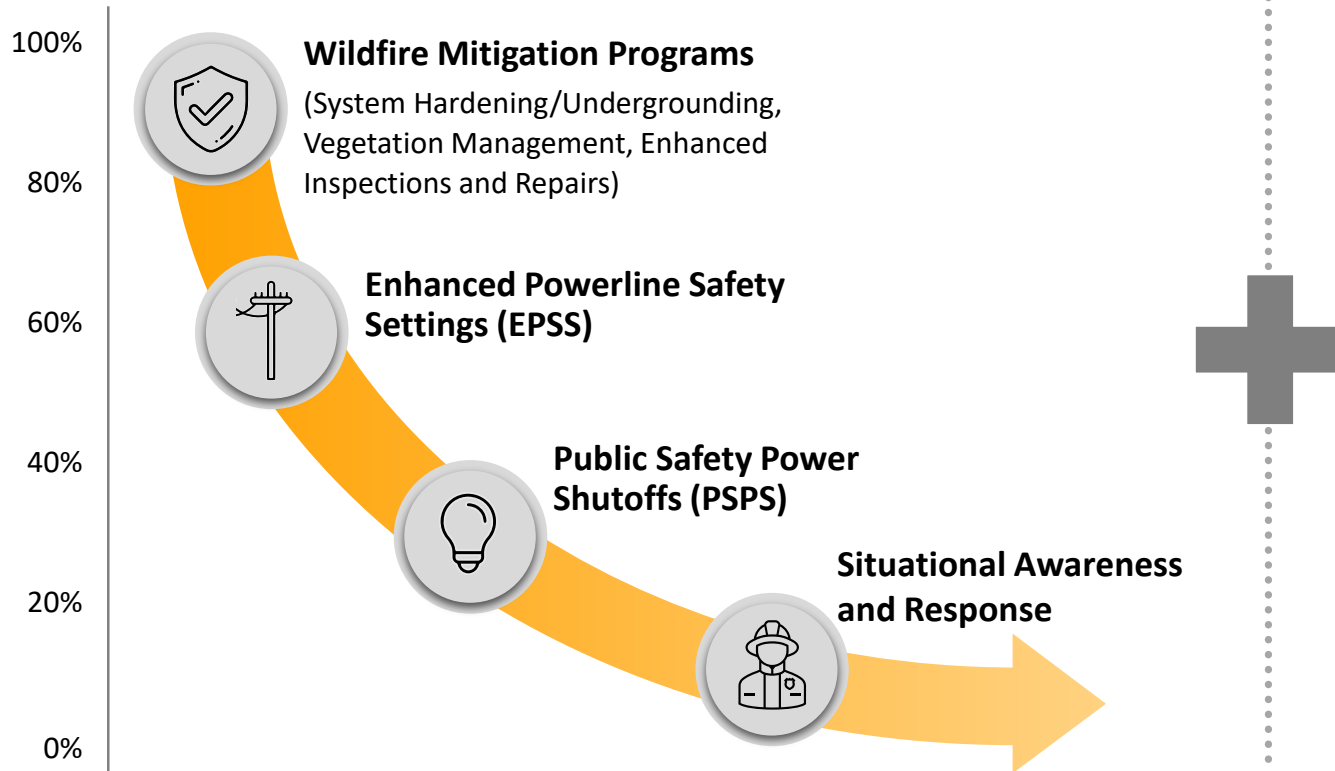 100%
80%
60%
40%
20%
0%
Wildfire Mitigation Programs
(System Hardening/Undergrounding,
Vegetation Management, Enhanced
Inspections and Repairs)
Enhanced Powerline Safety
Settings (EPSS)
Public Safety Power
Shutoffs (PSPS)
Situational Awareness
and Response